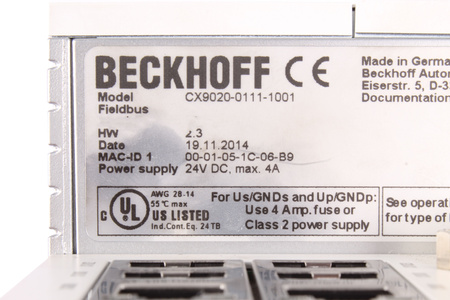 BECKHOFF CE
Made in Germa
Beckhoff Autor
Eiserstr. 5, D-3
Documentation
Model CX9020-0111-1001
Fieldbus
HW 2.3
Date 19.11.2014
MAC-ID 1 00-01-05-1C-06-B9
Power supply 24V DC, max. 4A
AWG 28-14
55°C max
C UL US LISTED
Ind.Cont.Eq. 24TB
For Us/GNDs and Up/GNDp:
Use 4 Amp. fuse or
Class 2 power supply
See operat
for type of